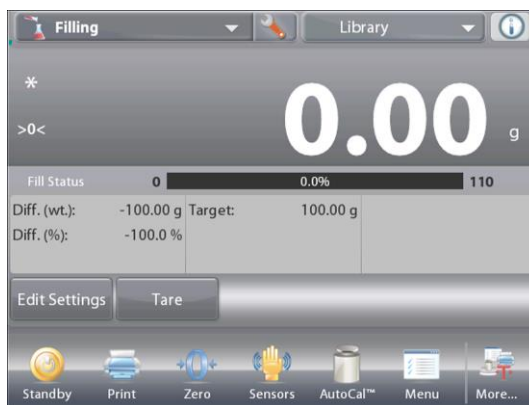 Filling Library
*
>0< 0.00 g
Fill Status 0 0.0% 110
Diff. (wt.): -100.00 g Target: 100.00 g
Diff. (%): -100.0 %
Edit Settings Tare
Standby Print Zero Sensors AutoCal™ Menu More...